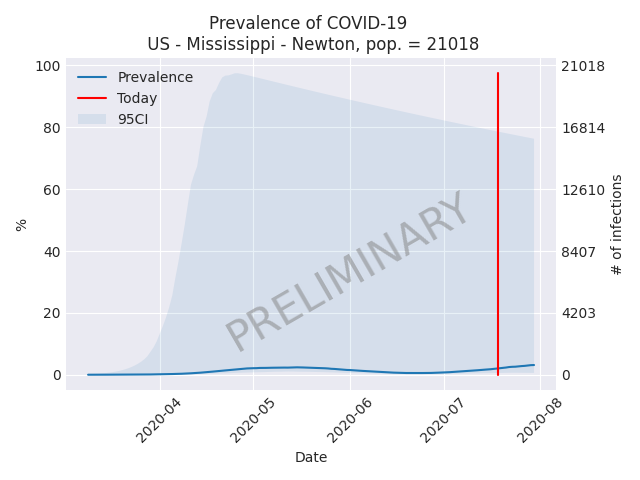 Prevalence of COVID-19
US - Mississippi - Newton, pop. = 21018
Prevalence
Today
95CI
100
80
60
40
20
0
%
21018
16814
12610
8407
4203
0
# of infections
PRELIMINARY
2020-04
2020-05
2020-06
2020-07
2020-08
Date